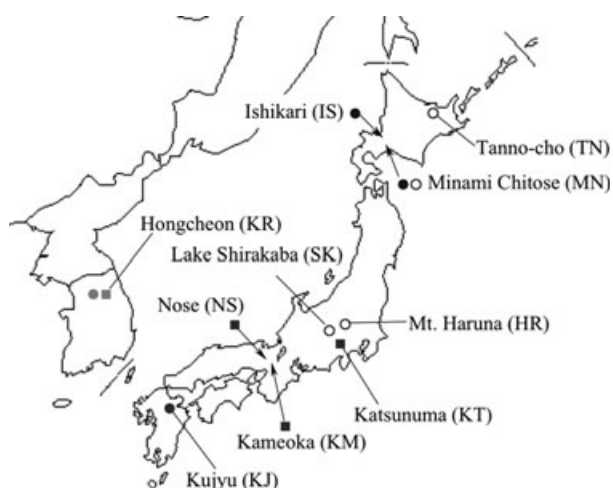 Ishikari (IS)
Tanno-cho (TN)
Minami Chitose (MN)
Hongcheon (KR)
Lake Shirakaba (SK)
Nose (NS)
Mt. Haruna (HR)
Katsunuma (KT)
Kameoka (KM)
Kujyu (KJ)